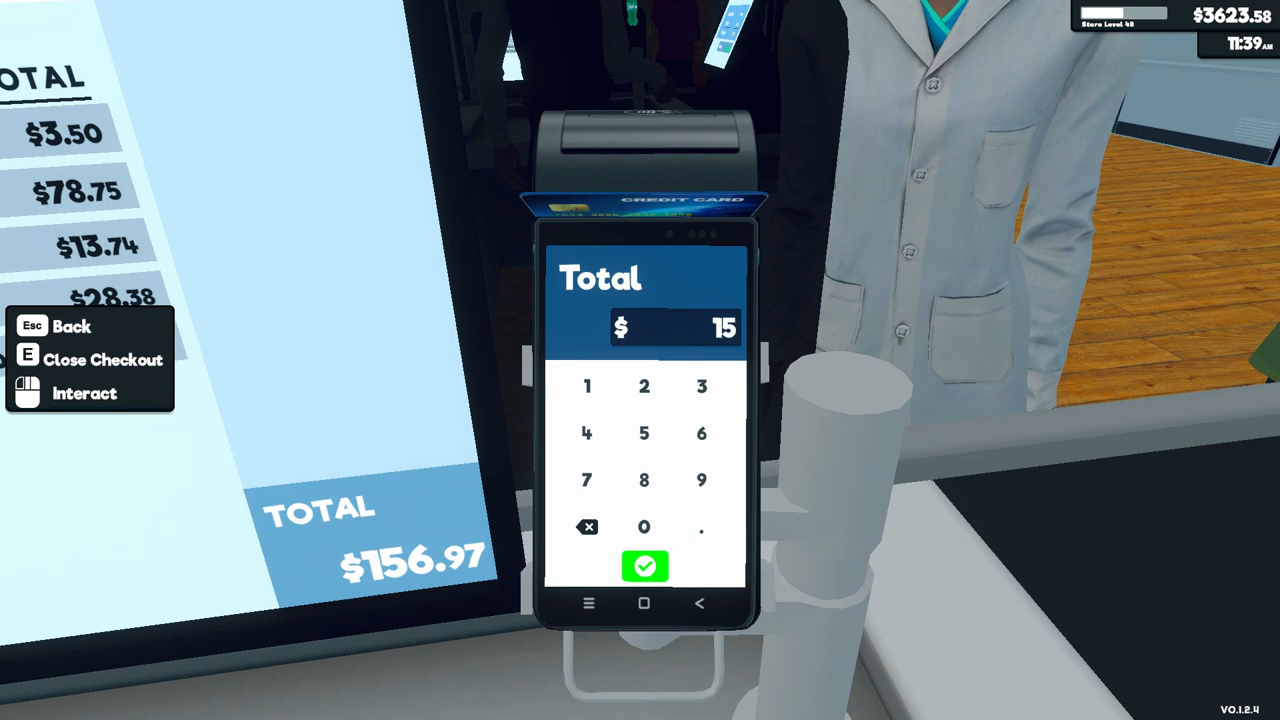 $3623.58
Store Level 48
11:39AM
OTAL
$3.50
$78.75
$13.74
$28.38
Esc Back
E Close Checkout
Interact
TOTAL
$156.97
CREDIT CARD
Total
$ 15
1 2 3
4 5 6
7 8 9
0 .
V0.1.2.4